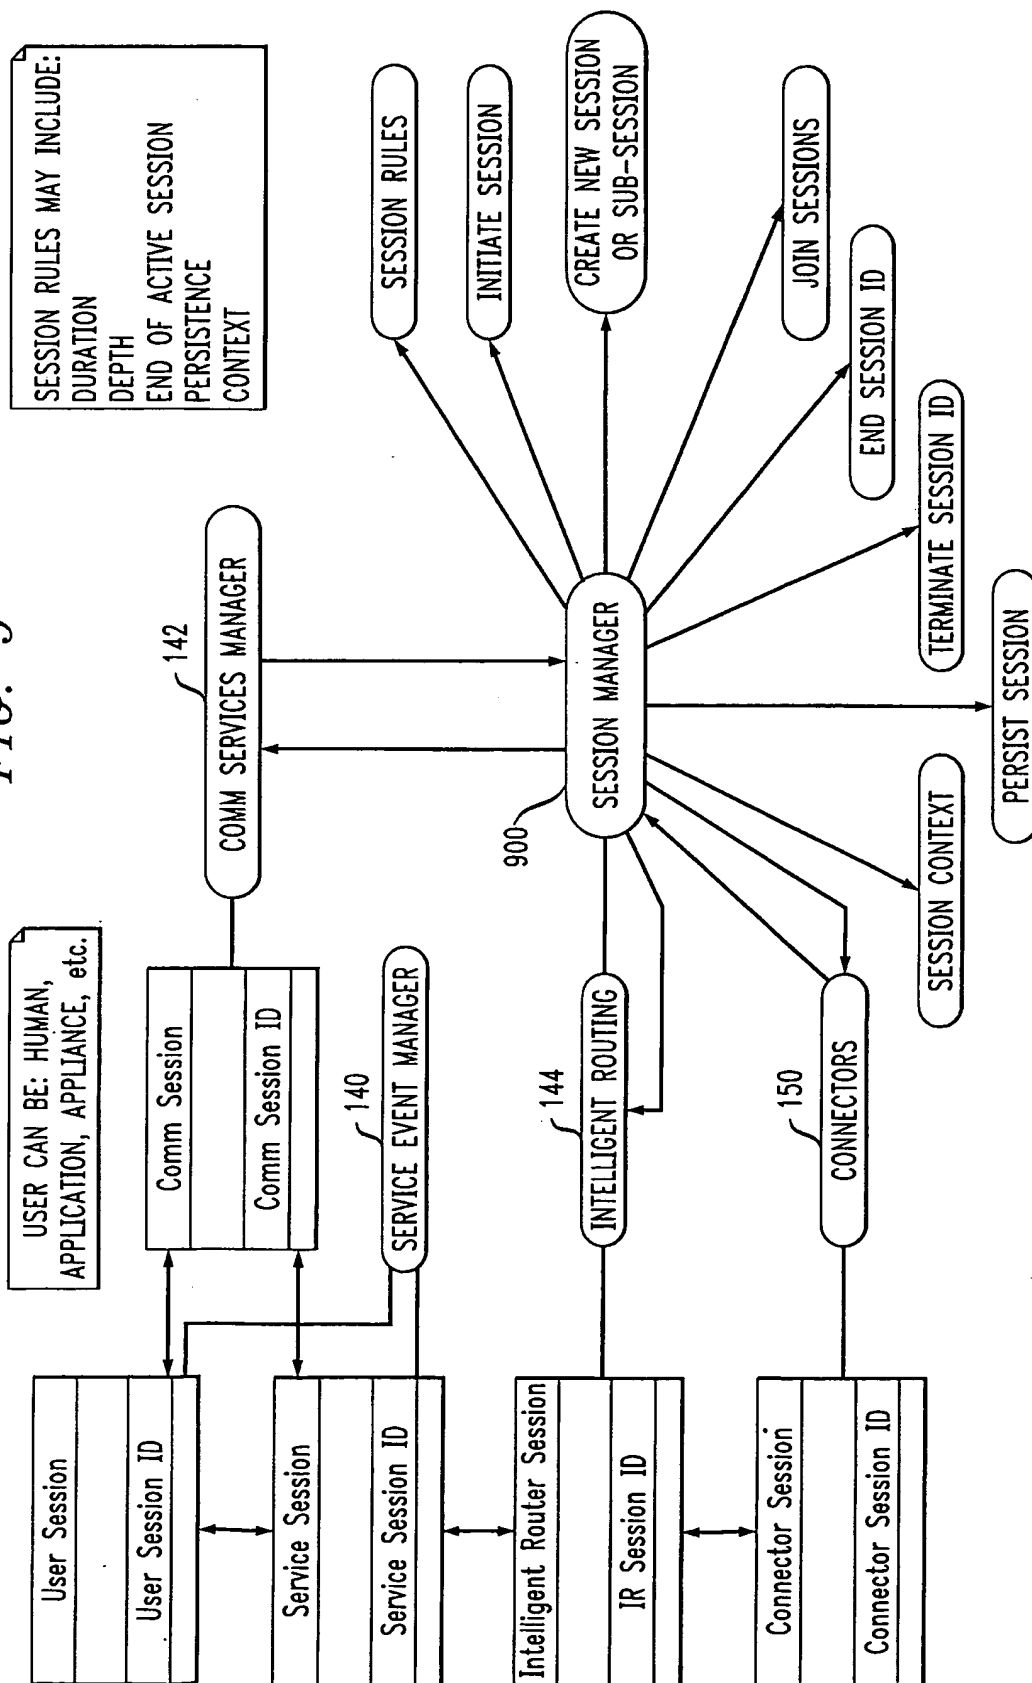 USER CAN BE: HUMAN,
APPLICATION, APPLIANCE, etc.
SESSION RULES MAY INCLUDE:
DURATION
DEPTH
END OF ACTIVE SESSION
PERSISTENCE
CONTEXT
User Session
User Session ID
Comm Session
Comm Session ID
142
COMM SERVICES MANAGER
Service Session
Service Session ID
140
SERVICE EVENT MANAGER
Intelligent Router Session
IR Session ID
144
INTELLIGENT ROUTING
Connector Session
Connector Session ID
150
CONNECTORS
900
SESSION MANAGER
SESSION RULES
INITIATE SESSION
CREATE NEW SESSION
OR SUB-SESSION
JOIN SESSIONS
END SESSION ID
TERMINATE SESSION ID
PERSIST SESSION
SESSION CONTEXT